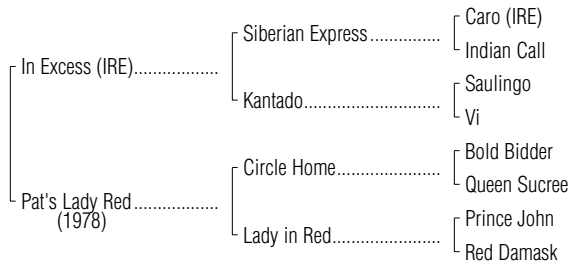 Caro (IRE)
Siberian Express...............
Indian Call
In Excess (IRE)..................
Saulingo
Kantado.............................
Vi
Bold Bidder
Circle Home......................
Queen Sucree
Pat's Lady Red..................
(1978)
Prince John
Lady in Red.......................
Red Damask